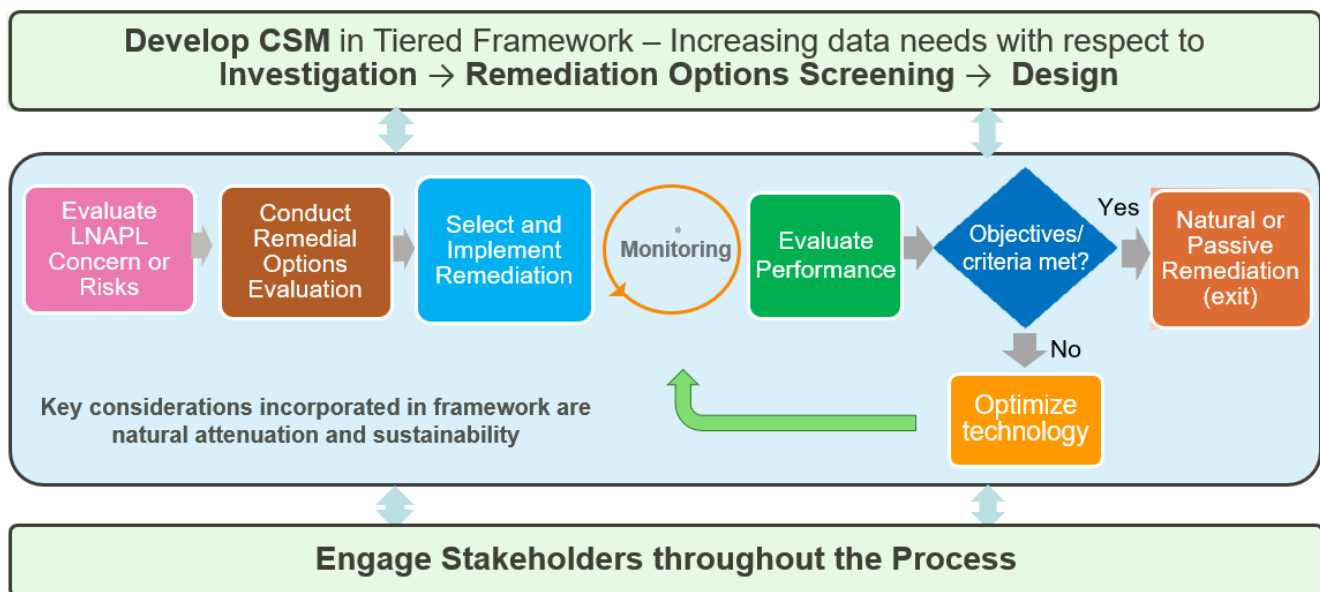 Develop CSM in Tiered Framework – Increasing data needs with respect to
Investigation → Remediation Options Screening → Design
Evaluate
LNAPL
Concern or
Risks
Conduct
Remedial
Options
Evaluation
Select and
Implement
Remediation
Monitoring
Evaluate
Performance
Objectives/
criteria met?
Yes
Natural or
Passive
Remediation
(exit)
No
Optimize
technology
Key considerations incorporated in framework are
natural attenuation and sustainability
Engage Stakeholders throughout the Process